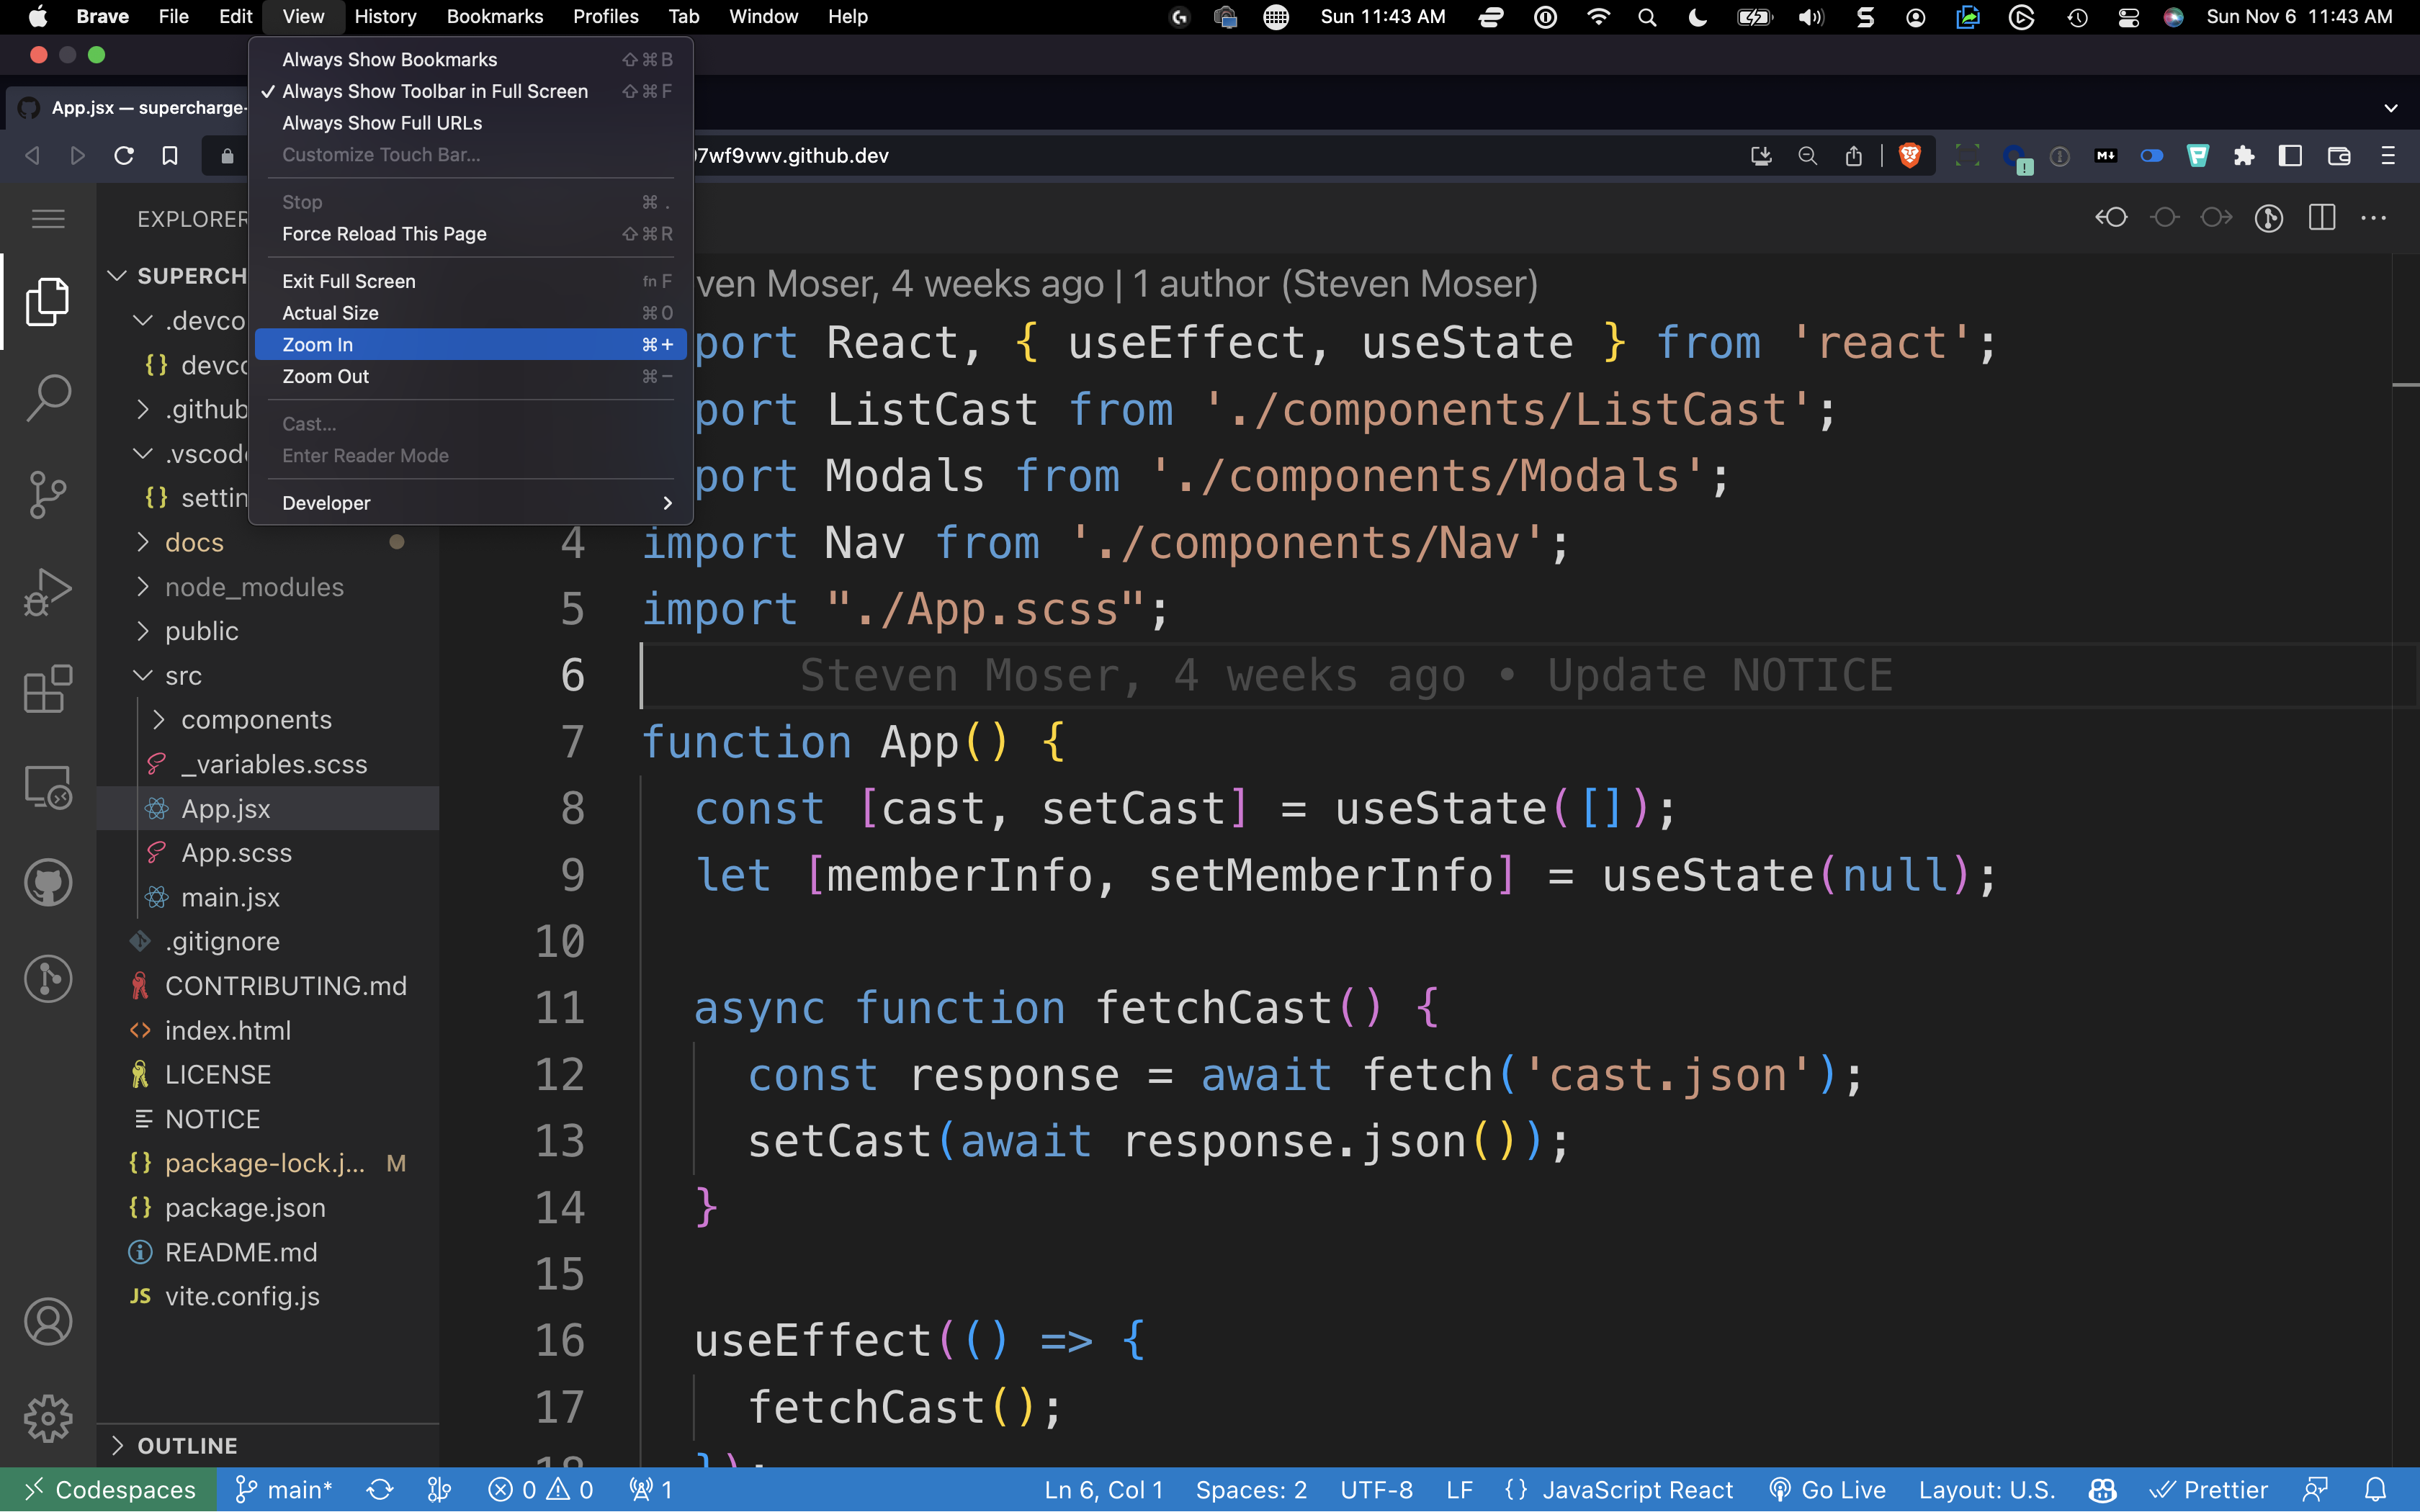 Brave File Edit View History Bookmarks Profiles Tab Window Help Sun 11:43 AM Sun Nov 6 11:43 AM
App.jsx — supercharge-
7wf9vwv.github.dev
Always Show Bookmarks ⇧⌘B
✓ Always Show Toolbar in Full Screen ⇧⌘F
Always Show Full URLs
Customize Touch Bar...
Stop ⌘.
Force Reload This Page ⇧⌘R
Exit Full Screen fn F
Actual Size ⌘0
Zoom In ⌘+
Zoom Out ⌘−
Cast...
Enter Reader Mode
Developer
EXPLORER
SUPERCH
.devco
{} devco
.github
.vscod
{} settin
docs
node_modules
public
src
components
_variables.scss
App.jsx
App.scss
main.jsx
.gitignore
CONTRIBUTING.md
<> index.html
LICENSE
NOTICE
{} package-lock.j... M
{} package.json
README.md
JS vite.config.js
OUTLINE
ven Moser, 4 weeks ago | 1 author (Steven Moser)
port React, { useEffect, useState } from 'react';
port ListCast from './components/ListCast';
port Modals from './components/Modals';
4 import Nav from './components/Nav';
5 import "./App.scss";
6 Steven Moser, 4 weeks ago • Update NOTICE
7 function App() {
8 const [cast, setCast] = useState([]);
9 let [memberInfo, setMemberInfo] = useState(null);
10
11 async function fetchCast() {
12 const response = await fetch('cast.json');
13 setCast(await response.json());
14 }
15
16 useEffect(() => {
17 fetchCast();
Codespaces main* 0 0 1 Ln 6, Col 1 Spaces: 2 UTF-8 LF {} JavaScript React Go Live Layout: U.S. Prettier